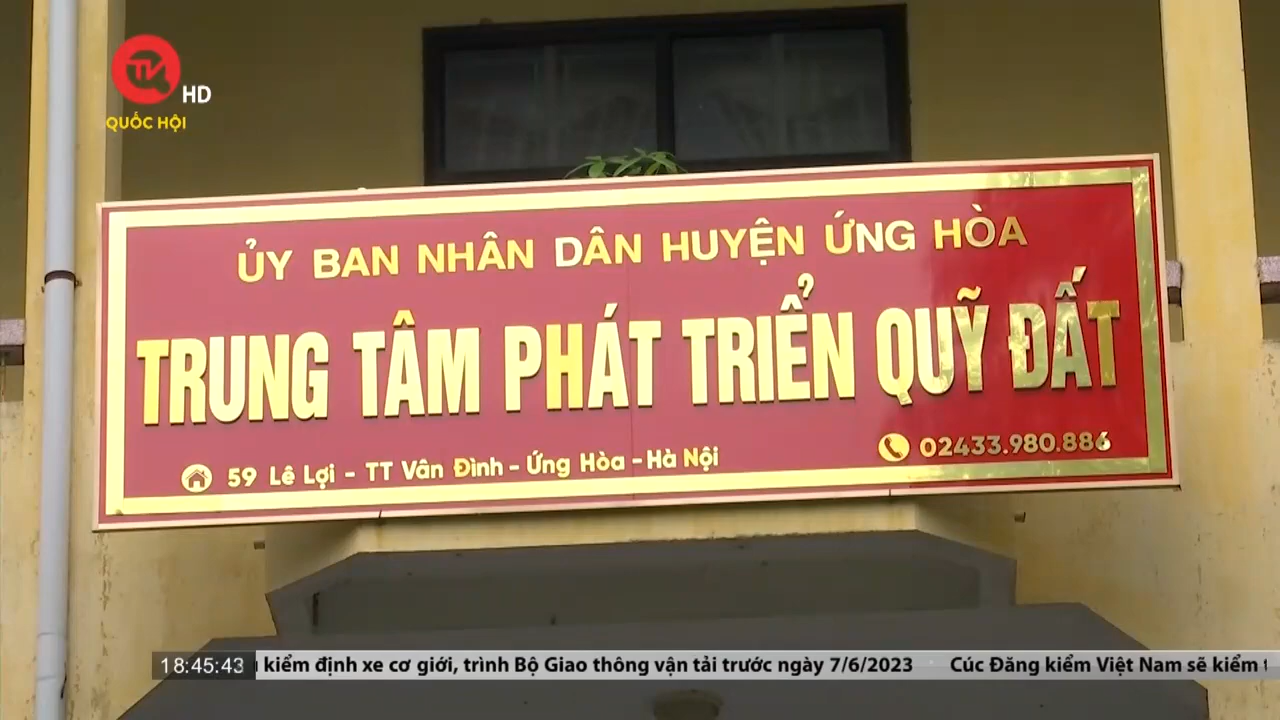 TV HD
QUỐC HỘI
ỦY BAN NHÂN DÂN HUYỆN ỨNG HÒA
TRUNG TÂM PHÁT TRIỂN QUỸ ĐẤT
59 Lê Lợi - TT Vân Đình - Ứng Hòa - Hà Nội
02433.980.886
18:45:43 kiểm định xe cơ giới, trình Bộ Giao thông vận tải trước ngày 7/6/2023 Cúc Đăng kiểm Việt Nam sẽ kiểm